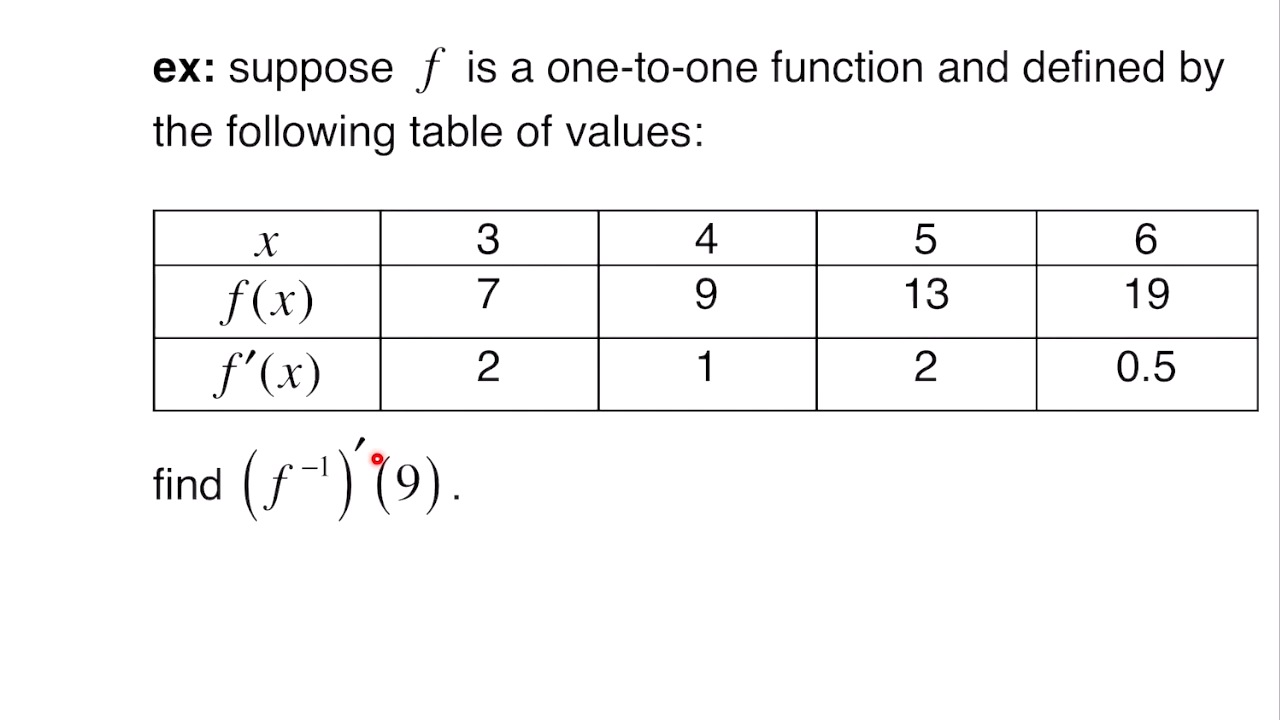 ex: suppose f is a one-to-one function and defined by
the following table of values:
x 3 4 5 6
f(x) 7 9 13 19
f′(x) 2 1 2 0.5
find (f⁻¹)′(9).